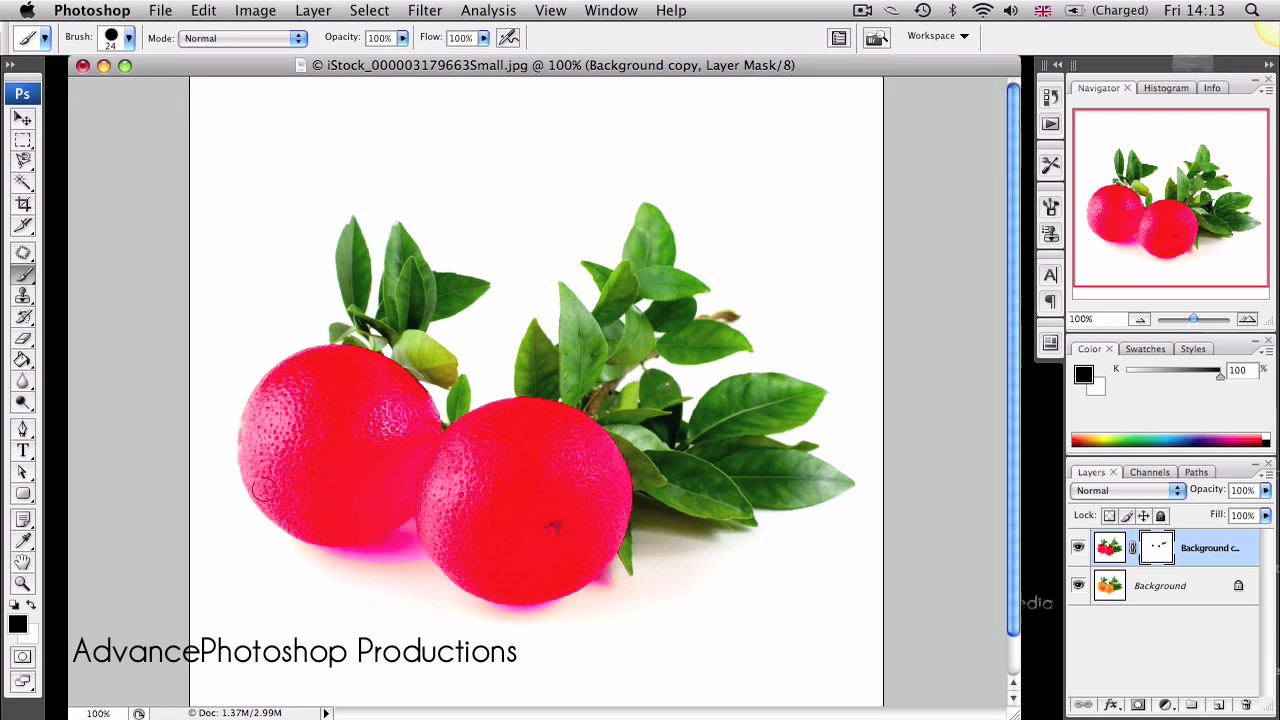 Photoshop File Edit Image Layer Select Filter Analysis View Window Help (Charged) Fri 14:13
Brush: 24 Mode: Normal Opacity: 100% Flow: 100% Workspace
© iStock_000003179663Small.jpg @ 100% (Background copy, Layer Mask/8)
Ps
Navigator Histogram Info
100%
Color Swatches Styles
K 100 %
Layers Channels Paths
Normal Opacity: 100%
Lock: Fill: 100%
Background c...
Background
edia
AdvancePhotoshop Productions
100% © Doc: 1.37M/2.99M